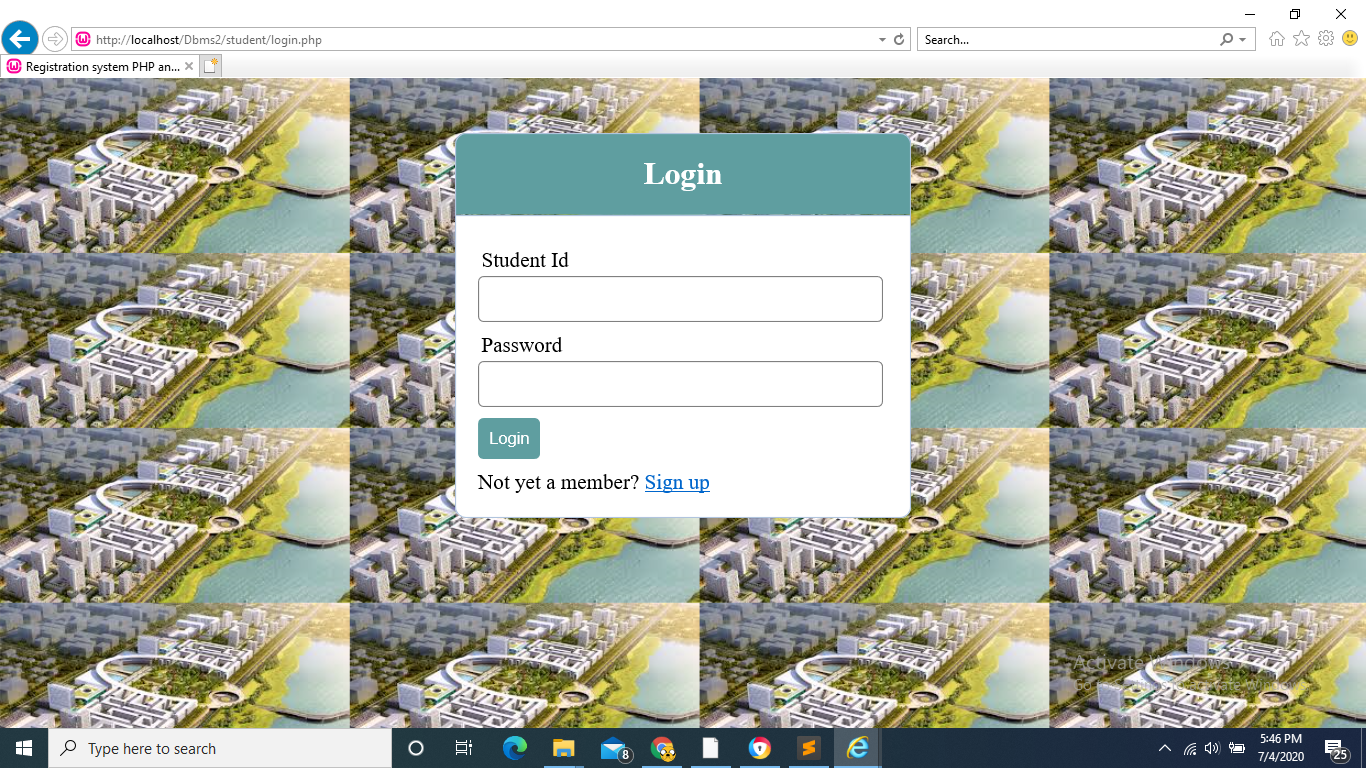 http://localhost/Dbms2/student/login.php
Search...
Registration system PHP an...
Login
Student Id
Password
Login
Not yet a member? Sign up
Activate Windows
Type here to search
8
5:46 PM
7/4/2020
25